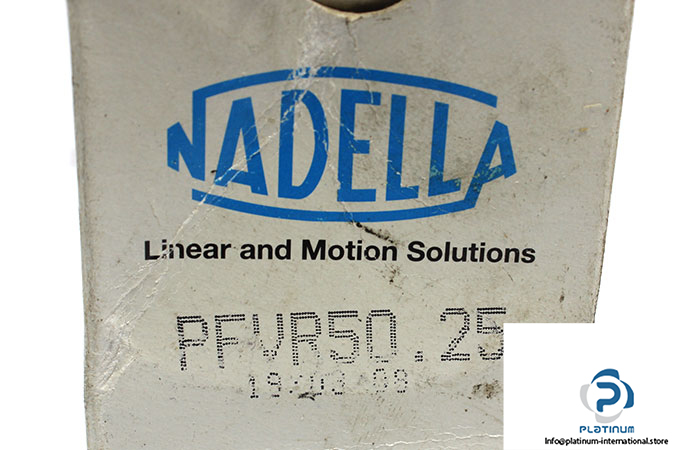 NADELLA
Linear and Motion Solutions
PFVR50.25
PLATINUM
Info@platinum-international.store